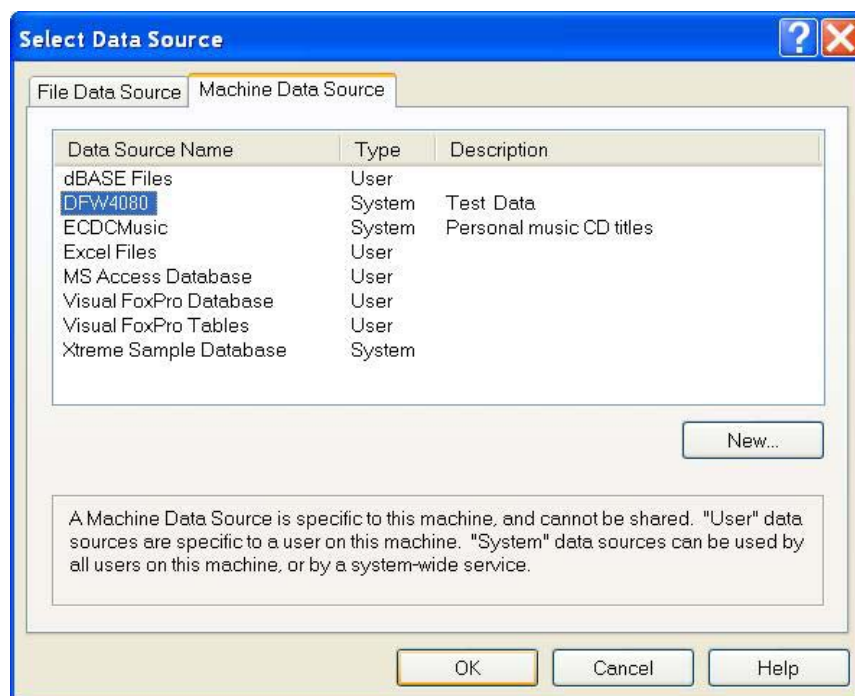 Select Data Source
File Data Source Machine Data Source
Data Source Name Type Description
dBASE Files User
DFW4080 System Test Data
ECDCMusic System Personal music CD titles
Excel Files User
MS Access Database User
Visual FoxPro Database User
Visual FoxPro Tables User
Xtreme Sample Database System
New...
A Machine Data Source is specific to this machine, and cannot be shared. "User" data
sources are specific to a user on this machine. "System" data sources can be used by
all users on this machine, or by a system-wide service.
OK Cancel Help